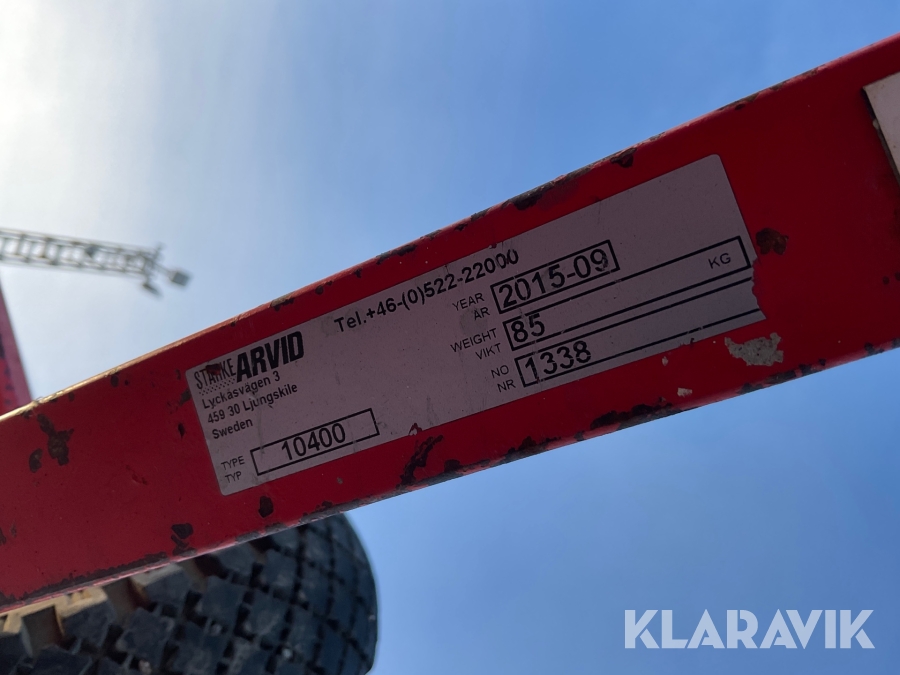 STARKE ARVID
Lyckåsvägen 3
459 30 Ljungskile
Sweden
Tel.+46-(0)522-22000
TYPE
TYP
10400
YEAR
ÅR
2015-09
WEIGHT
VIKT
85
KG
NO
NR
1338
KLARAVIK